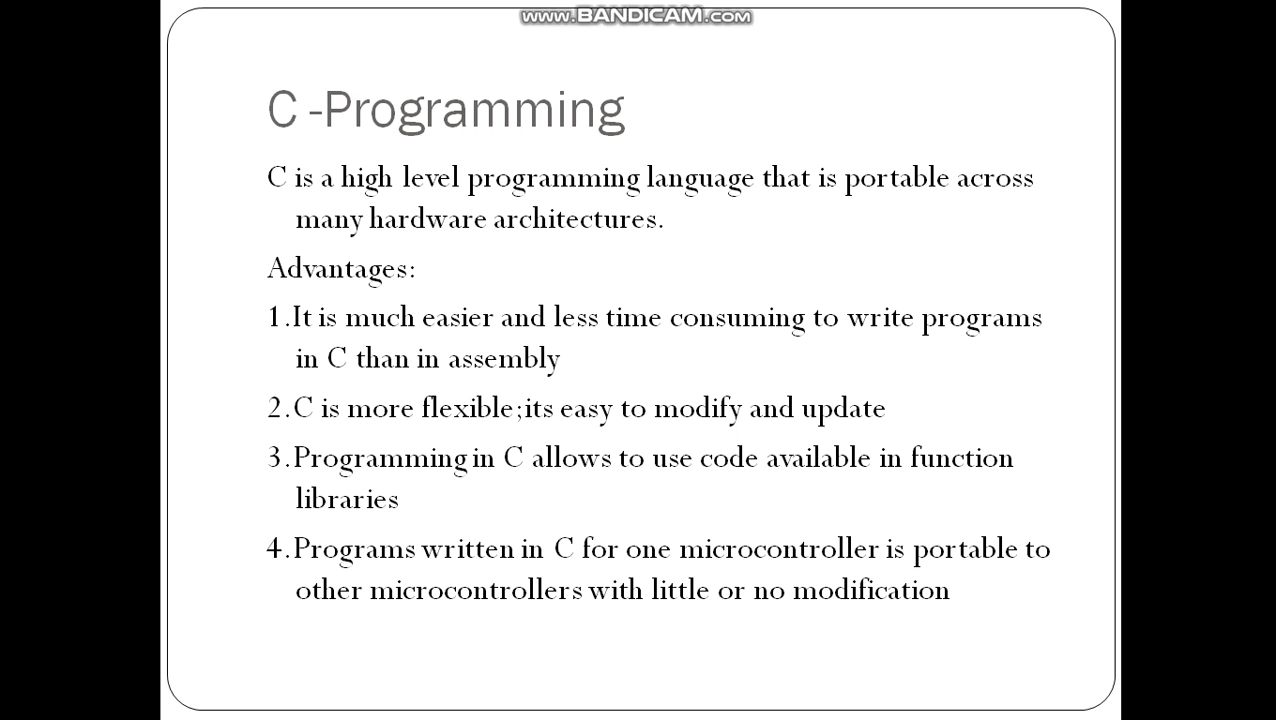 www.BANDICAM.com
C -Programming
C is a high level programming language that is portable across
many hardware architectures.
Advantages:
1.It is much easier and less time consuming to write programs
in C than in assembly
2.C is more flexible;its easy to modify and update
3.Programming in C allows to use code available in function
libraries
4.Programs written in C for one microcontroller is portable to
other microcontrollers with little or no modification